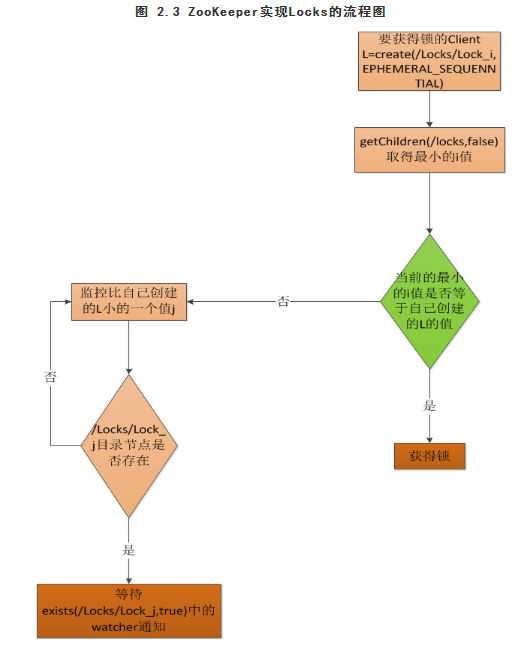 图 2.3 ZooKeeper实现Locks的流程图
要获得锁的Client
L=create(/Locks/Lock_i,
EPHEMERAL_SEQUENN
TIAL)
getChildren(/locks,false)
取得最小的i值
当前的最小
的i值是否等
于自己创建
的L的值
否
监控比自己创建
的L小的一个值j
否
是
/Locks/Lock_
j目录节点是
否存在
获得锁
是
等待
exists(/Locks/Lock_j,true)中的
watcher通知